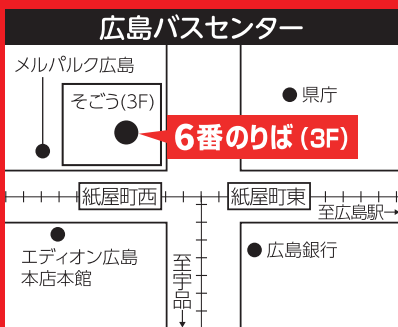 広島バスセンター
メルパルク広島
そごう(3F)
県庁
6番のりば(3F)
紙屋町西
紙屋町東
至広島駅
エディオン広島
本店本館
至宇品
広島銀行